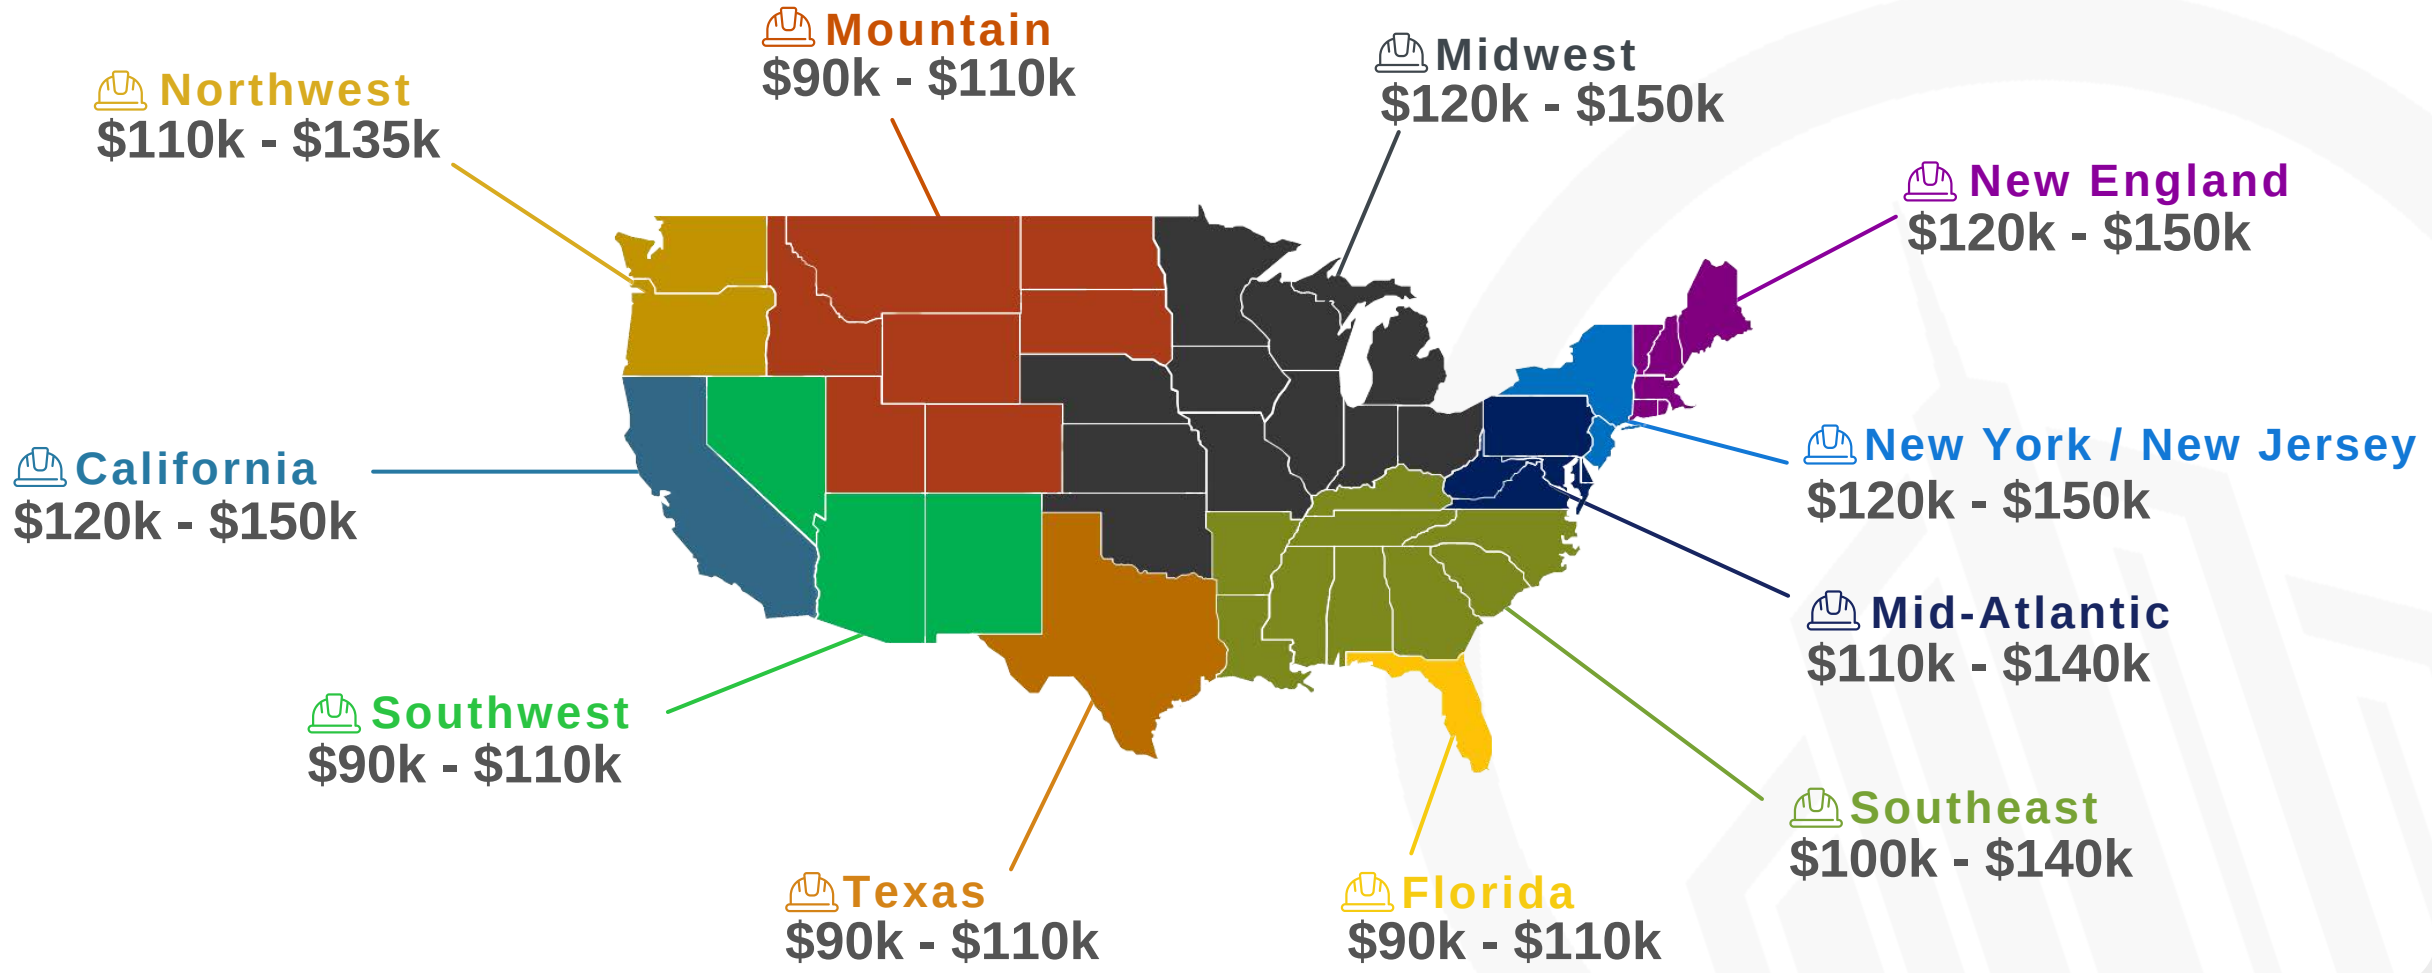 Mountain
$90k - $110k
Midwest
$120k - $150k
Northwest
$110k - $135k
New England
$120k - $150k
California
$120k - $150k
New York / New Jersey
$120k - $150k
Mid-Atlantic
$110k - $140k
Southwest
$90k - $110k
Southeast
$100k - $140k
Texas
$90k - $110k
Florida
$90k - $110k